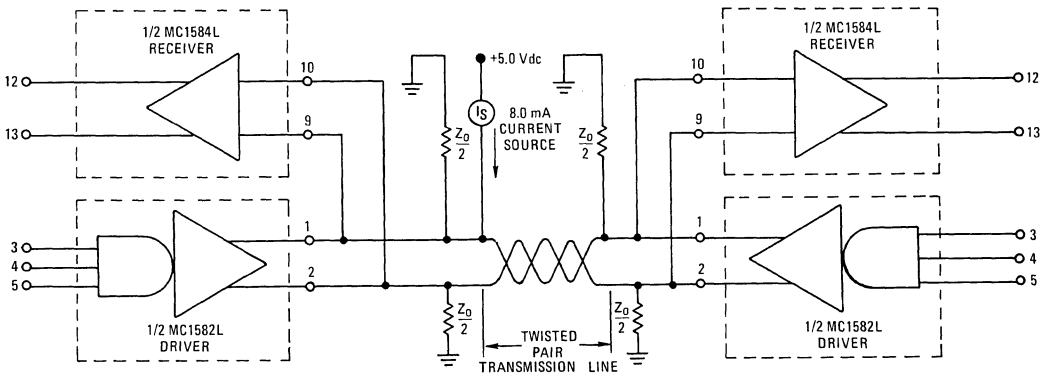 1/2 MC1584L
RECEIVER
12
13
10
9
+5.0 Vdc
IS
8.0 mA
CURRENT
SOURCE
Z0
2
Z0
2
1/2 MC1584L
RECEIVER
10
9
12
13
3
4
5
1
2
1/2 MC1582L
DRIVER
Z0
2
TWISTED
PAIR
TRANSMISSION LINE
Z0
2
1
2
3
4
5
1/2 MC1582L
DRIVER